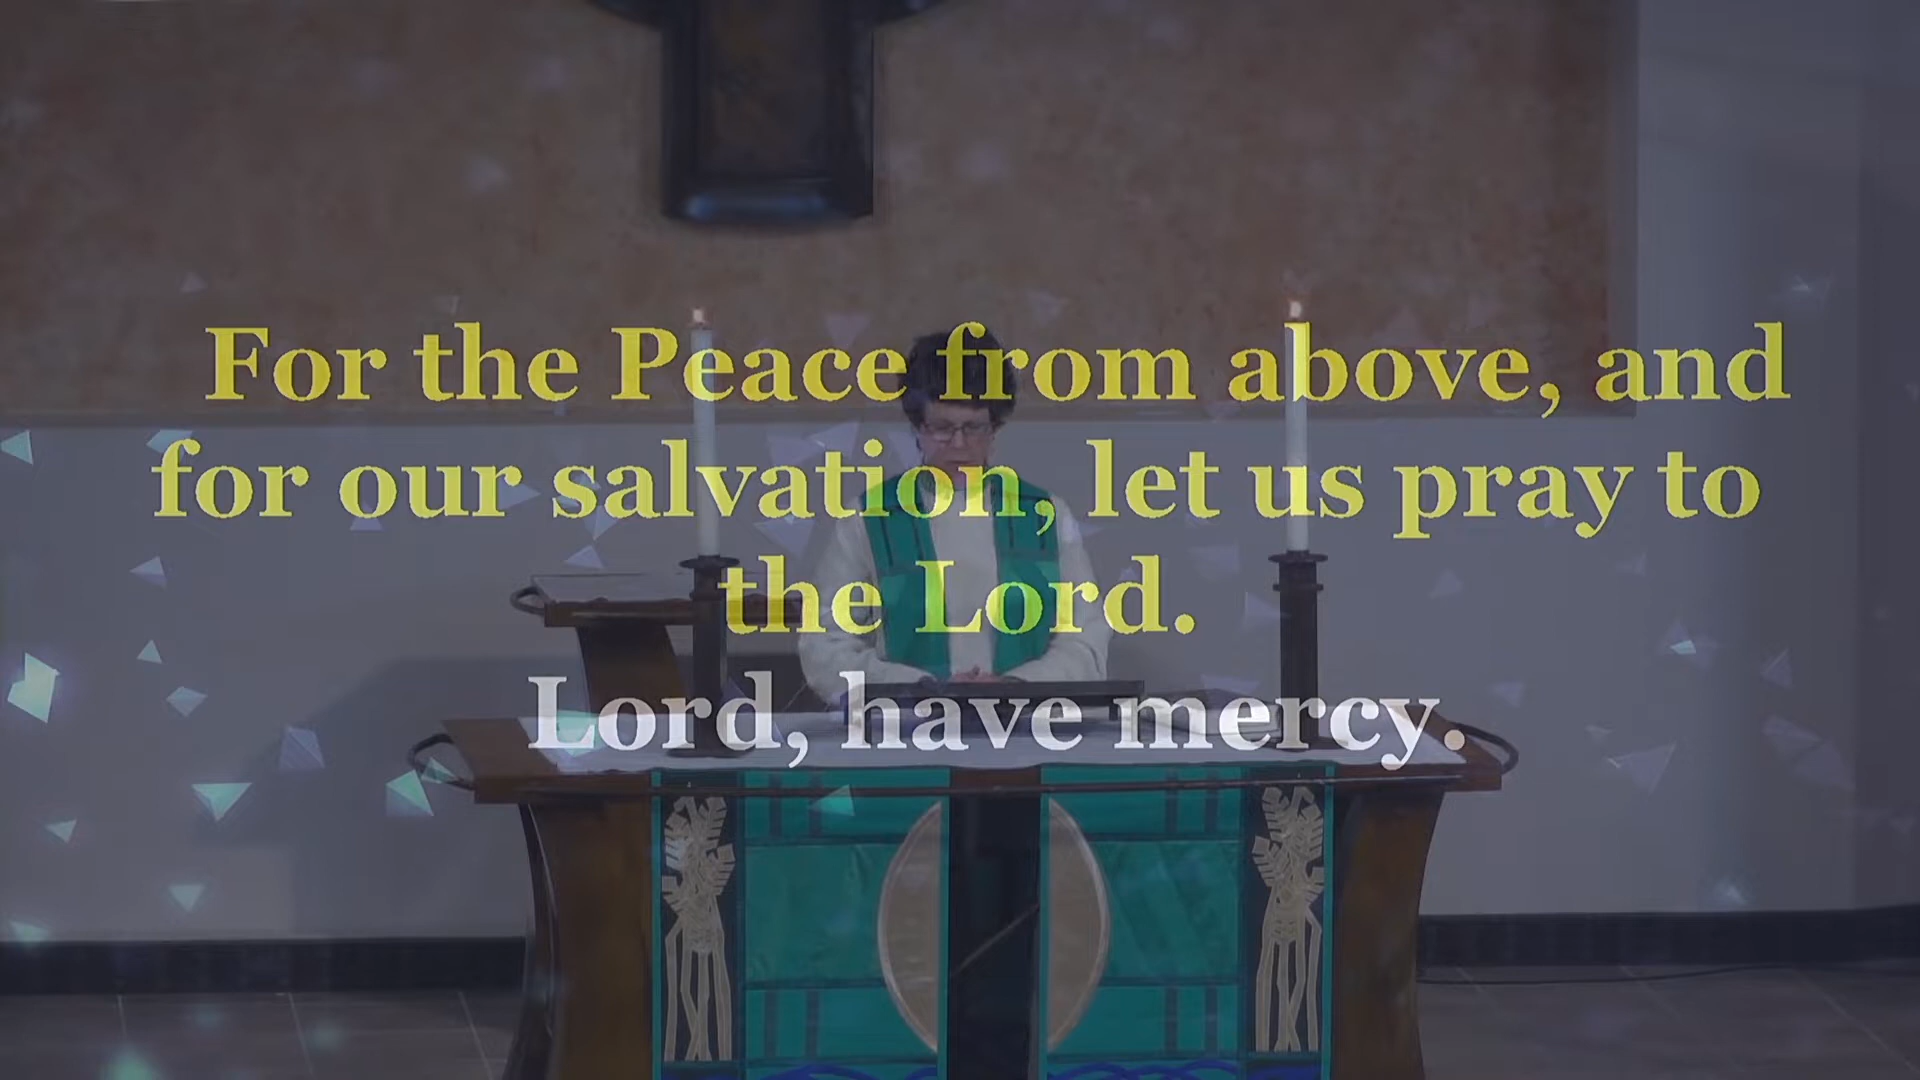 For the Peace from above, and
for our salvation, let us pray to
the Lord.
Lord, have mercy.